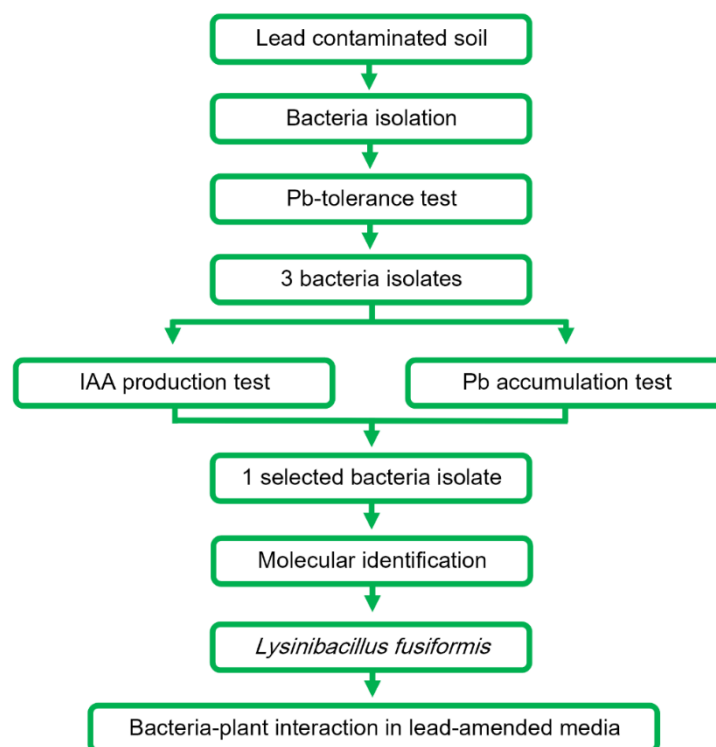 Lead contaminated soil
Bacteria isolation
Pb-tolerance test
3 bacteria isolates
IAA production test
Pb accumulation test
1 selected bacteria isolate
Molecular identification
Lysinibacillus fusiformis
Bacteria-plant interaction in lead-amended media